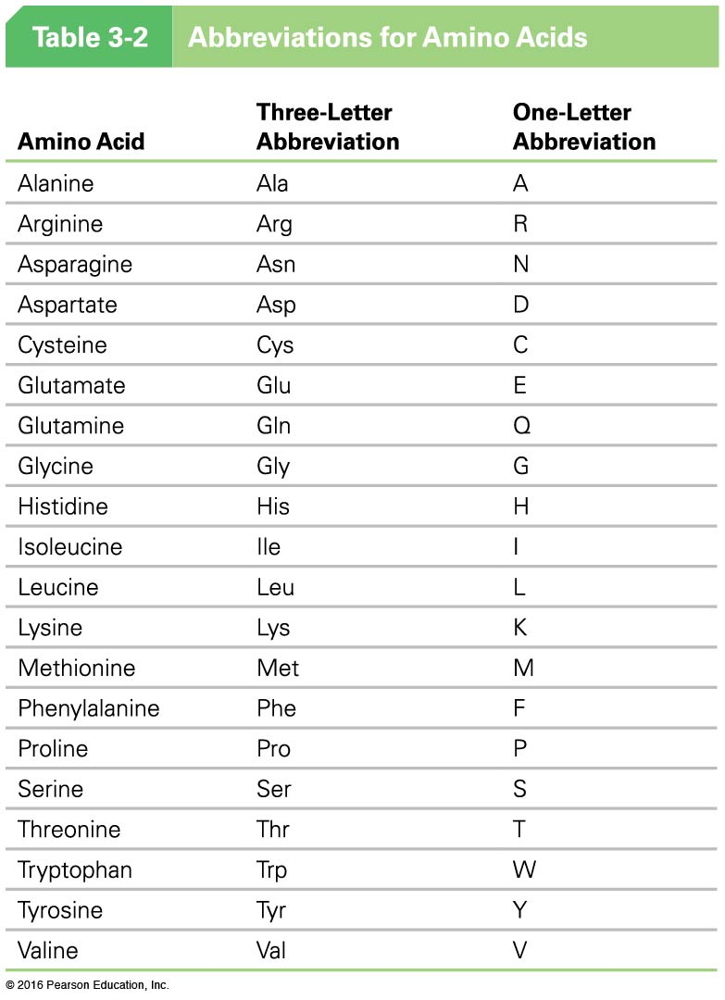 Table 3-2 Abbreviations for Amino Acids
Amino Acid Three-Letter Abbreviation One-Letter Abbreviation
Alanine Ala A
Arginine Arg R
Asparagine Asn N
Aspartate Asp D
Cysteine Cys C
Glutamate Glu E
Glutamine Gln Q
Glycine Gly G
Histidine His H
Isoleucine Ile I
Leucine Leu L
Lysine Lys K
Methionine Met M
Phenylalanine Phe F
Proline Pro P
Serine Ser S
Threonine Thr T
Tryptophan Trp W
Tyrosine Tyr Y
Valine Val V
© 2016 Pearson Education, Inc.